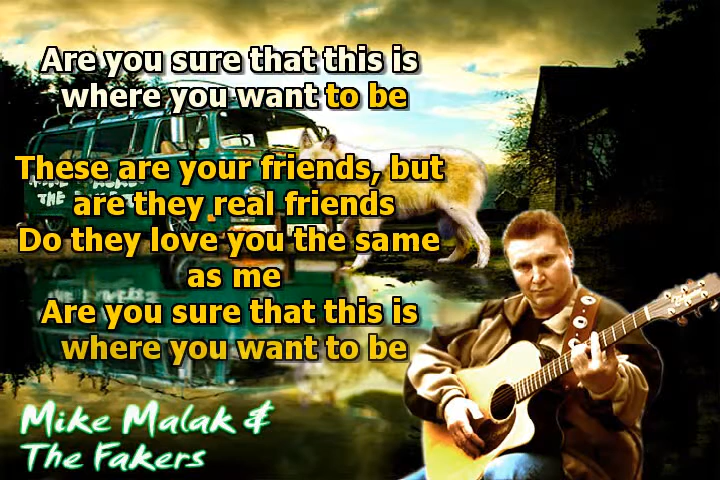 Are you sure that this is
where you want to be
These are your friends, but
are they real friends
Do they love you the same
as me
Are you sure that this is
where you want to be
Mike Malak &
The Fakers